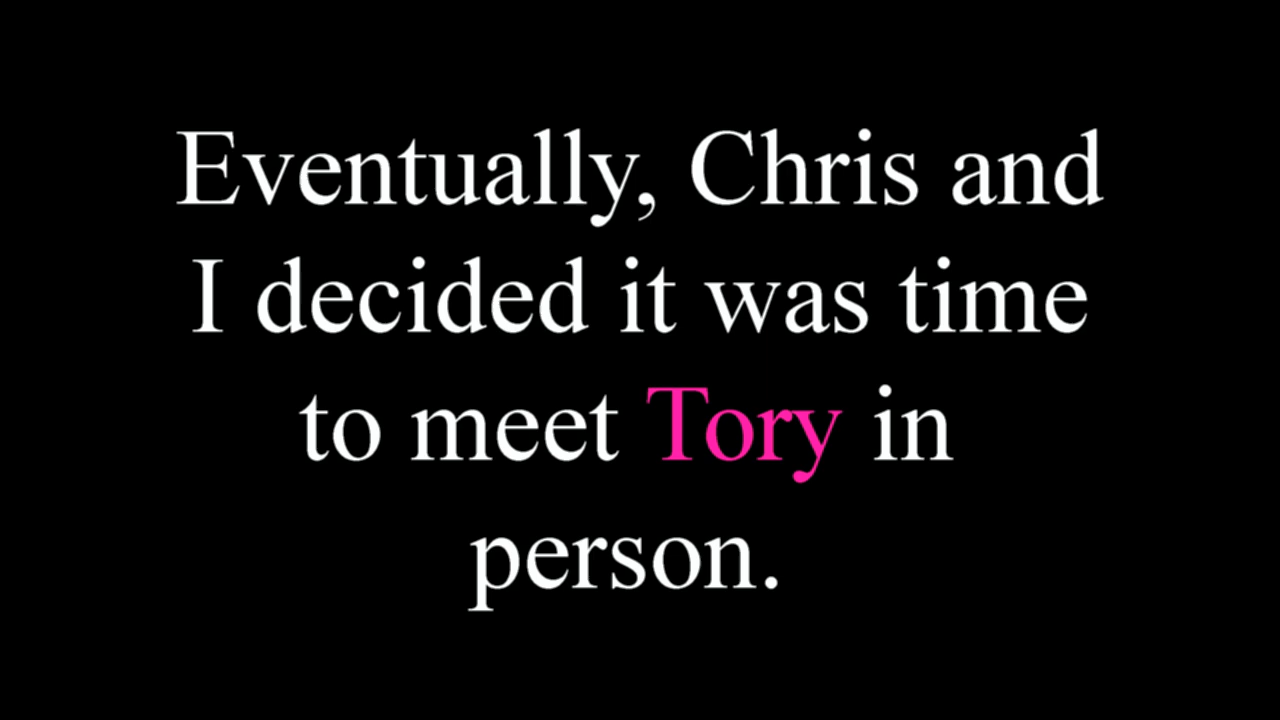 Eventually, Chris and
I decided it was time
to meet Tory in
person.